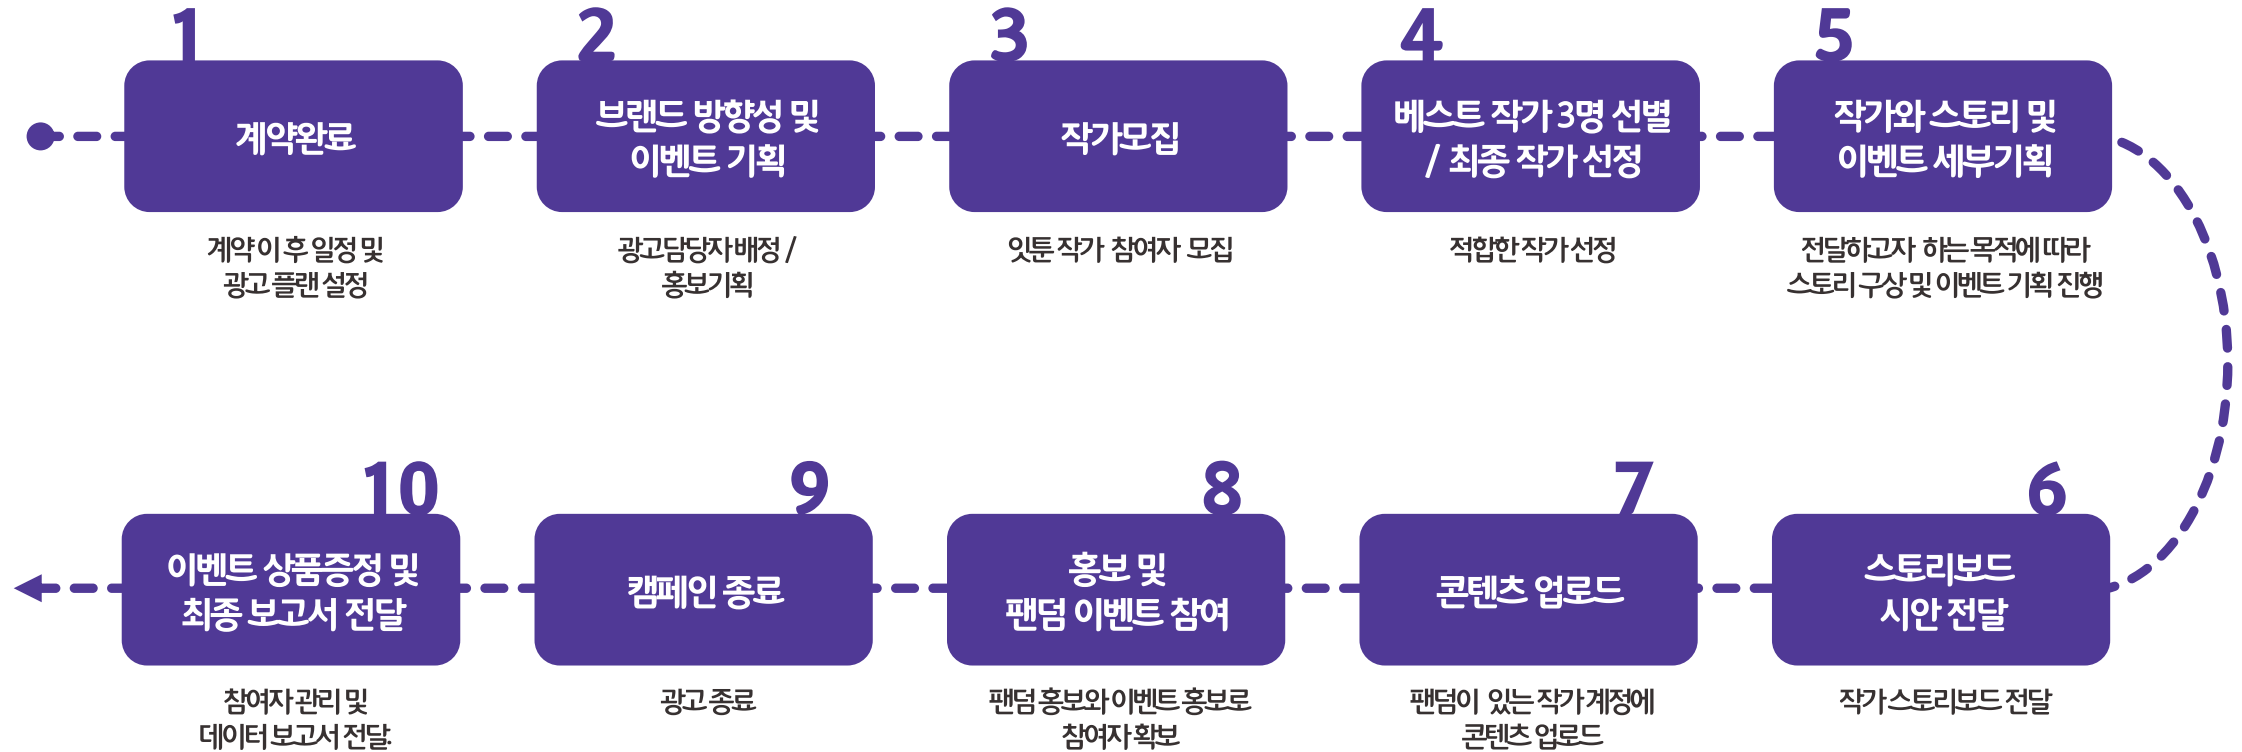 1
계약완료
계약 이 후 일정 및
광고 플랜 설정
2
브랜드 방향성 및
이벤트 기획
광고담당자 배정 /
홍보기획
3
작가모집
잇툰 작가 참여자 모집
4
베스트 작가 3명 선별
/ 최종 작가 선정
적합한 작가 선정
5
작가와 스토리 및
이벤트 세부기획
전달하고자 하는 목적에 따라
스토리 구상 및 이벤트 기획 진행
6
스토리보드
시안 전달
작가 스토리보드 전달
7
콘텐츠 업로드
팬덤이 있는 작가 계정에
콘텐츠 업로드
8
홍보 및
팬덤 이벤트 참여
팬덤 홍보와 이벤트 홍보로
참여자 확보
9
캠페인 종료
광고 종료
10
이벤트 상품증정 및
최종 보고서 전달
참여자 관리 및
데이터 보고서 전달.